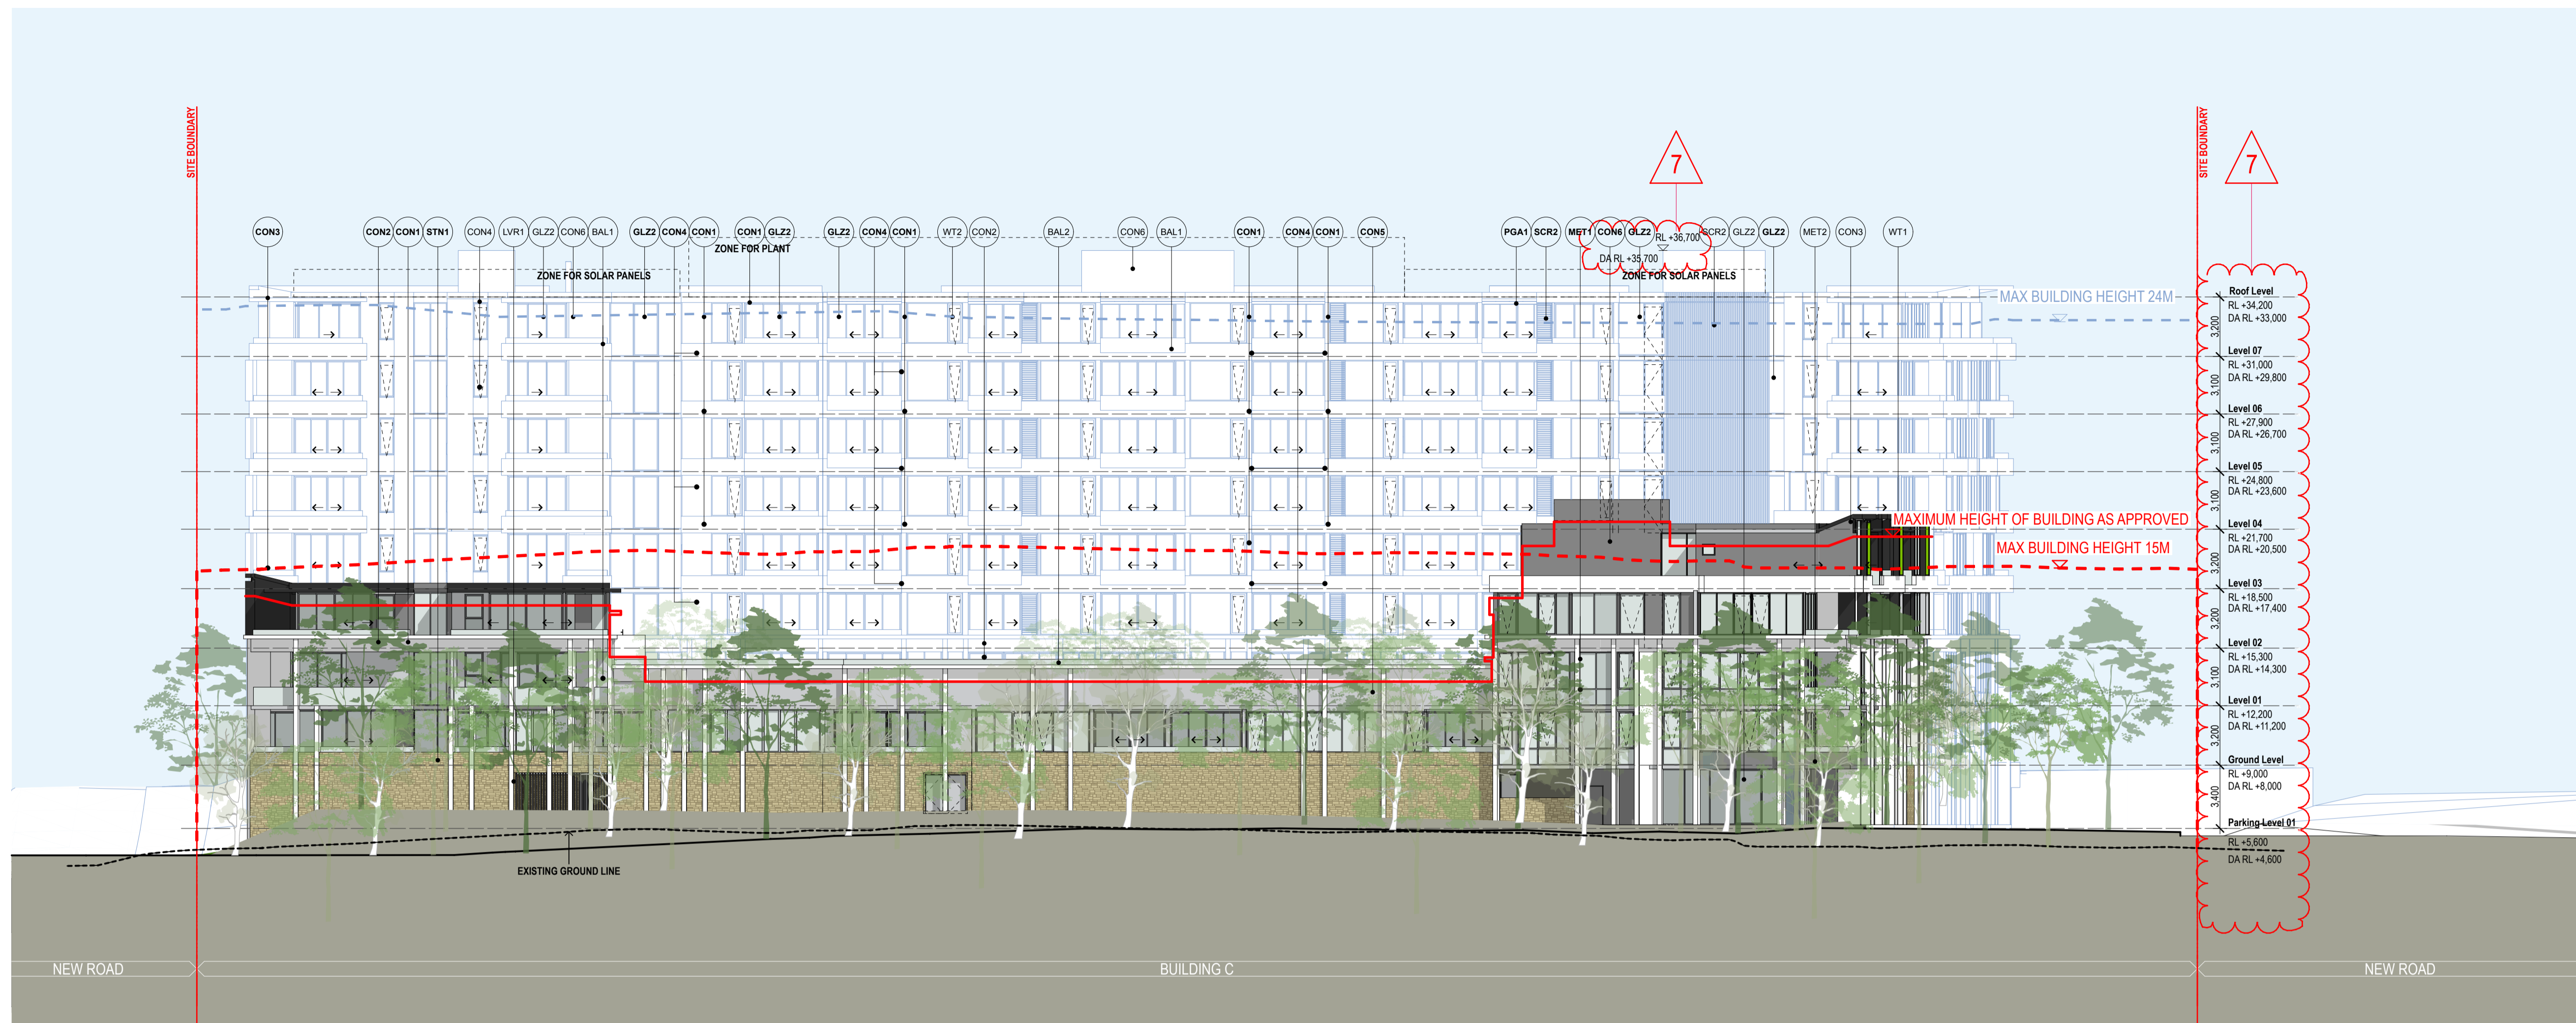 SITE BOUNDARY
SITE BOUNDARY
7
7
CON3
CON2
CON1
STN1
CON4
LVR1
GLZ2
CON6
BAL1
GLZ2
CON4
CON1
CON1
GLZ2
GLZ2
CON4
CON1
WT2
CON2
BAL2
CON6
BAL1
CON1
CON4
CON1
CON5
PGA1
SCR2
MET1
CON6
GLZ2
SCR2
GLZ2
GLZ2
MET2
CON3
WT1
RL +36,700
DA RL +35,700
ZONE FOR PLANT
ZONE FOR SOLAR PANELS
ZONE FOR SOLAR PANELS
MAX BUILDING HEIGHT 24M
MAXIMUM HEIGHT OF BUILDING AS APPROVED
MAX BUILDING HEIGHT 15M
Roof Level
RL +34,200
DA RL +33,000
3,200
Level 07
RL +31,000
DA RL +29,800
3,100
Level 06
RL +27,900
DA RL +26,700
3,100
Level 05
RL +24,800
DA RL +23,600
3,100
Level 04
RL +21,700
DA RL +20,500
3,200
Level 03
RL +18,500
DA RL +17,400
3,200
Level 02
RL +15,300
DA RL +14,300
3,100
Level 01
RL +12,200
DA RL +11,200
3,200
Ground Level
RL +9,000
DA RL +8,000
3,400
Parking Level 01
RL +5,600
DA RL +4,600
EXISTING GROUND LINE
NEW ROAD
BUILDING C
NEW ROAD